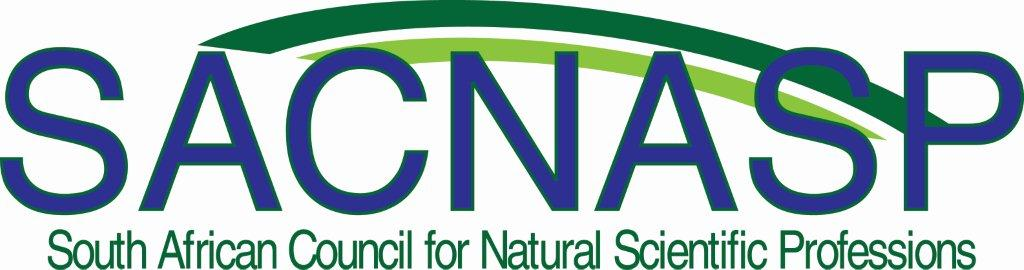 SACNASP
South African Council for Natural Scientific Professions